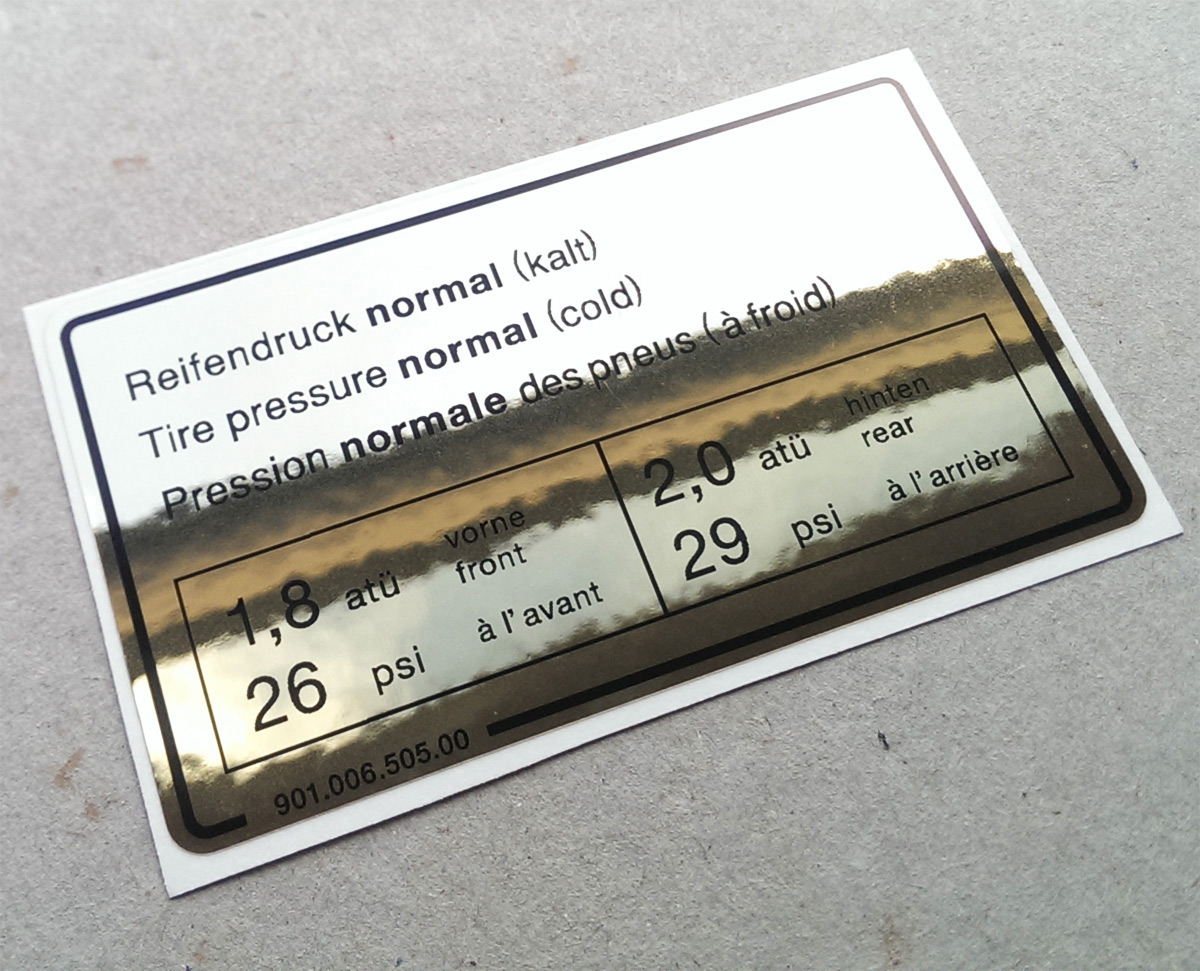 Reifendruck normal (kalt)
Tire pressure normal (cold)
Pression normale des pneus (à froid)
1,8 atü vorne
front
26 psi à l'avant
2,0 atü hinten
rear
29 psi à l'arrière
901.006.505.00